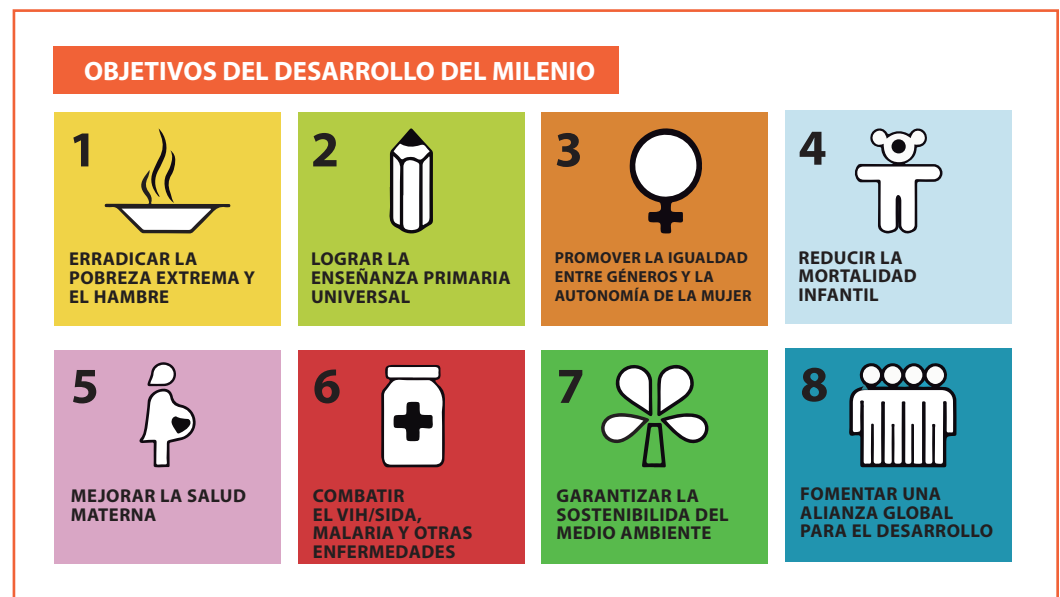 OBJETIVOS DEL DESARROLLO DEL MILENIO
1
ERRADICAR LA
POBREZA EXTREMA Y
EL HAMBRE
2
LOGRAR LA
ENSEÑANZA PRIMARIA
UNIVERSAL
3
PROMOVER LA IGUALDAD
ENTRE GÉNEROS Y LA
AUTONOMÍA DE LA MUJER
4
REDUCIR LA
MORTALIDAD
INFANTIL
5
MEJORAR LA SALUD
MATERNA
6
COMBATIR
EL VIH/SIDA,
MALARIA Y OTRAS
ENFERMEDADES
7
GARANTIZAR LA
SOSTENIBILIDA DEL
MEDIO AMBIENTE
8
FOMENTAR UNA
ALIANZA GLOBAL
PARA EL DESARROLLO